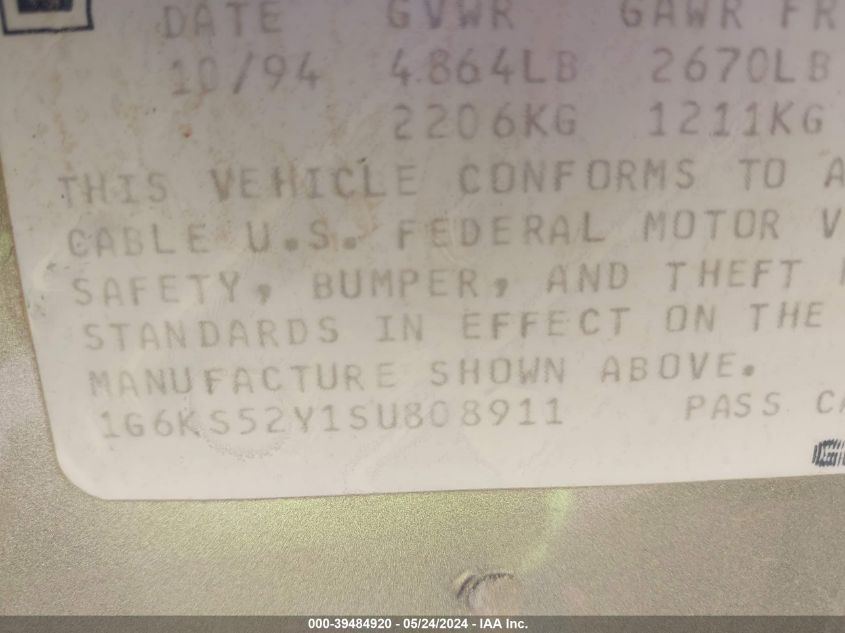 DATE GVWR GAWR FR
10/94 4864LB 2670LB
2206KG 1211KG
THIS VEHICLE CONFORMS TO A
CABLE U.S. FEDERAL MOTOR V
SAFETY, BUMPER, AND THEFT
STANDARDS IN EFFECT ON THE
MANUFACTURE SHOWN ABOVE.
1G6KS52Y1SU808911 PASS CA
000-39484920 - 05/24/2024 - IAA Inc.